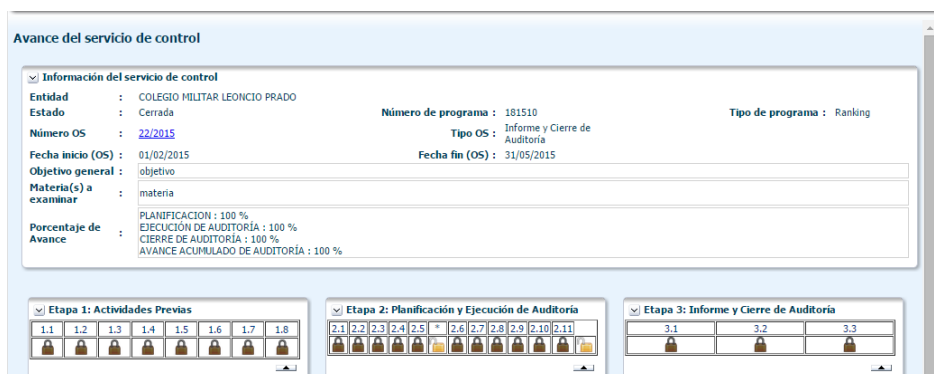 Avance del servicio de control
Información del servicio de control
Entidad : COLEGIO MILITAR LEONCIO PRADO
Estado : Cerrada Número de programa : 181510 Tipo de programa : Ranking
Número OS : 22/2015 Tipo OS : Informe y Cierre de Auditoría
Fecha inicio (OS) : 01/02/2015 Fecha fin (OS) : 31/05/2015
Objetivo general : objetivo
Materia(s) a examinar : materia
Porcentaje de Avance :
PLANIFICACION : 100 %
EJECUCIÓN DE AUDITORÍA : 100 %
CIERRE DE AUDITORÍA : 100 %
AVANCE ACUMULADO DE AUDITORÍA : 100 %
Etapa 1: Actividades Previas
1.1 1.2 1.3 1.4 1.5 1.6 1.7 1.8
Etapa 2: Planificación y Ejecución de Auditoría
2.1 2.2 2.3 2.4 2.5 * 2.6 2.7 2.8 2.9 2.10 2.11
Etapa 3: Informe y Cierre de Auditoría
3.1 3.2 3.3